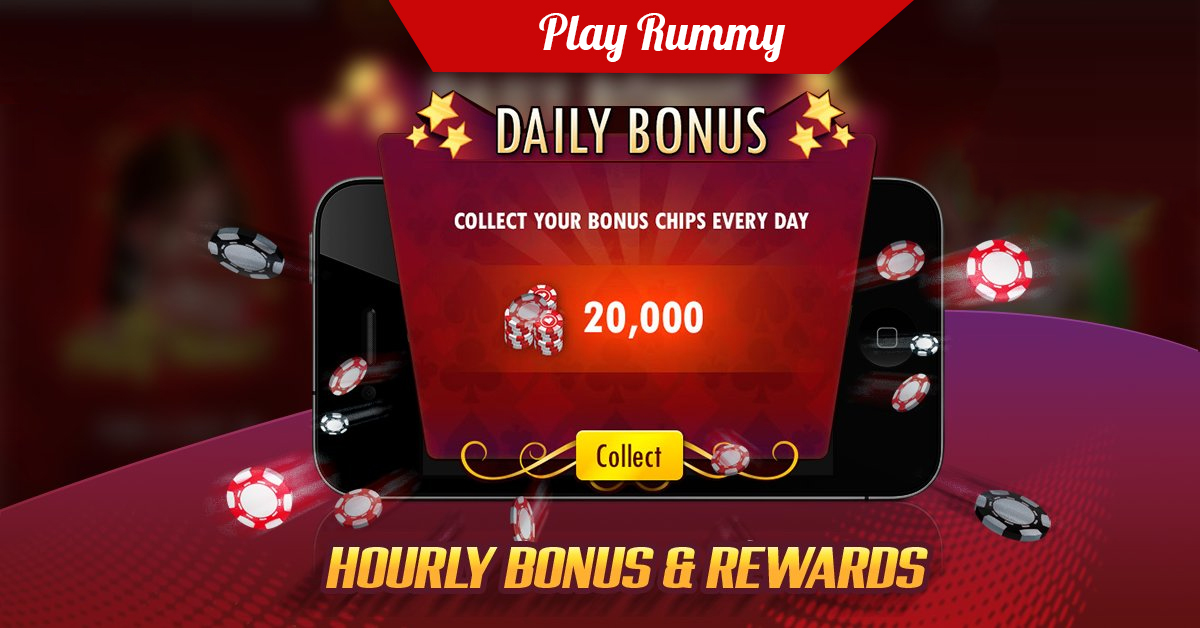 Play Rummy
DAILY BONUS
COLLECT YOUR BONUS CHIPS EVERY DAY
20,000
Collect
HOURLY BONUS & REWARDS